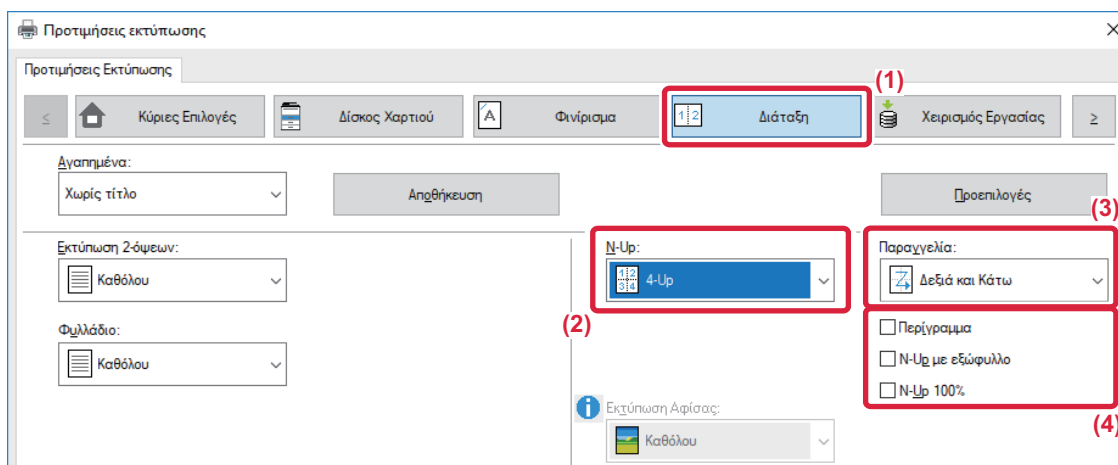 Προτιμήσεις εκτύπωσης
Προτιμήσεις Εκτύπωσης
(1)
< Κύριες Επιλογές Δίσκος Χαρτιού Φινίρισμα Διάταξη Χειρισμός Εργασίας >
Αγαπημένα:
Χωρίς τίτλο Αποθήκευση Προεπιλογές
(3)
Εκτύπωση 2-όψεων: N-Up: Παραγγελία:
Καθόλου 4-Up Δεξιά και Κάτω
(2)
Φυλλάδιο: Περίγραμμα
Καθόλου N-Up με εξώφυλλο
N-Up 100%
Εκτύπωση Αφίσας: (4)
Καθόλου